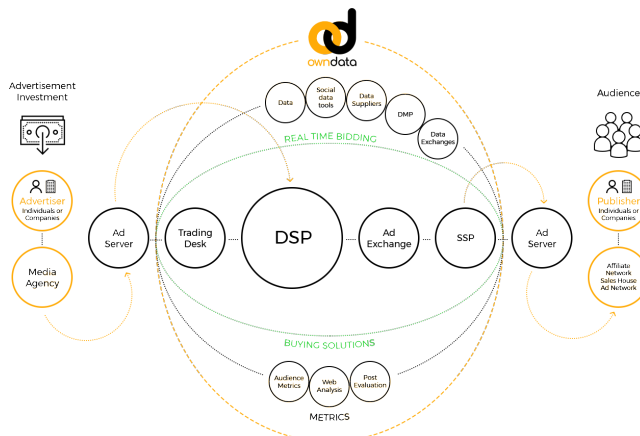 owndata
Advertisement
Investment
Audience
Data
Social
data
tools
Data
Suppliers
DMP
Data
Exchanges
REAL TIME BIDDING
Advertiser
Individuals or
Companies
Media
Agency
Ad
Server
Trading
Desk
DSP
Ad
Exchange
SSP
Ad
Server
Publisher
Individuals or
Companies
Affiliate
Network
Sales House
Ad Network
BUYING SOLUTIONS
Audience
Metrics
Web
Analysis
Post
Evaluation
METRICS